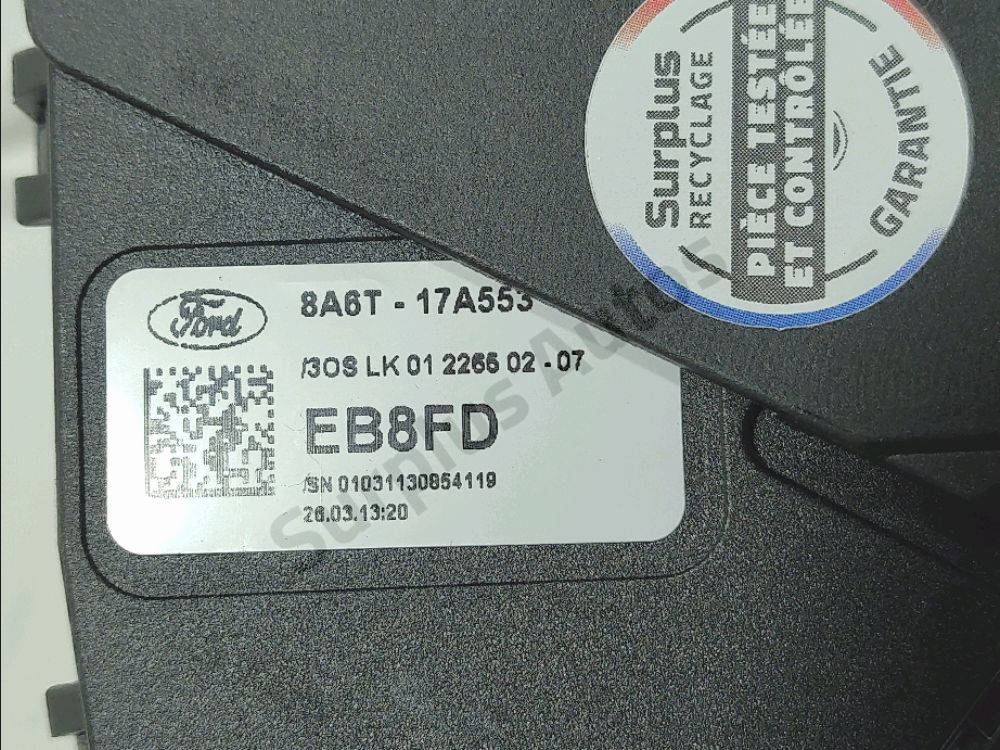 Surplus
RECYCLAGE
PIÈCE TESTÉE
ET CONTRÔLÉE
GARANTIE
Ford
8A6T - 17A553
/3OS LK 01 2265 02 - 07
EB8FD
/SN 01031130854119
26.03.13:20
Surplus Autos